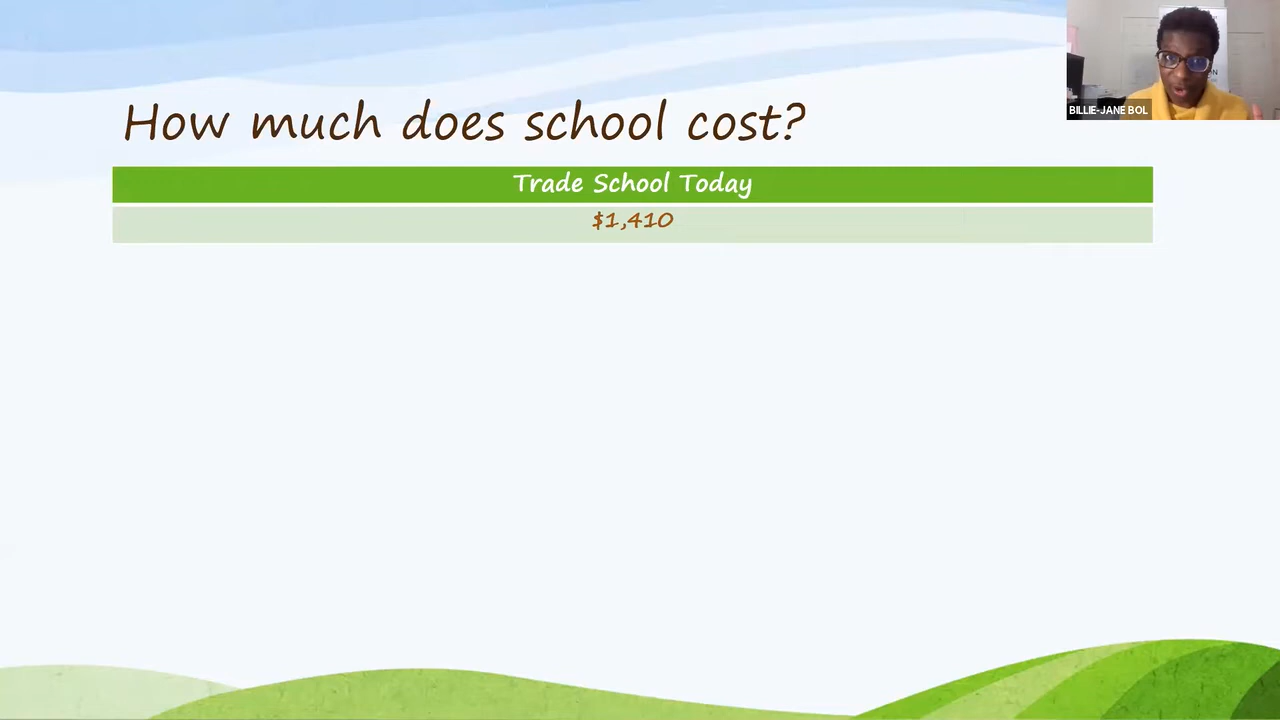 How much does school cost?
Trade School Today
$1,410
BILLIE-JANE BOL